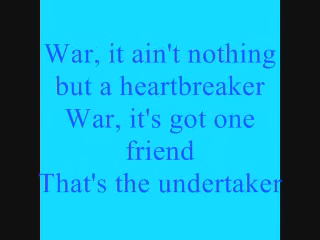 War, it ain't nothing
but a heartbreaker
War, it's got one
friend
That's the undertaker